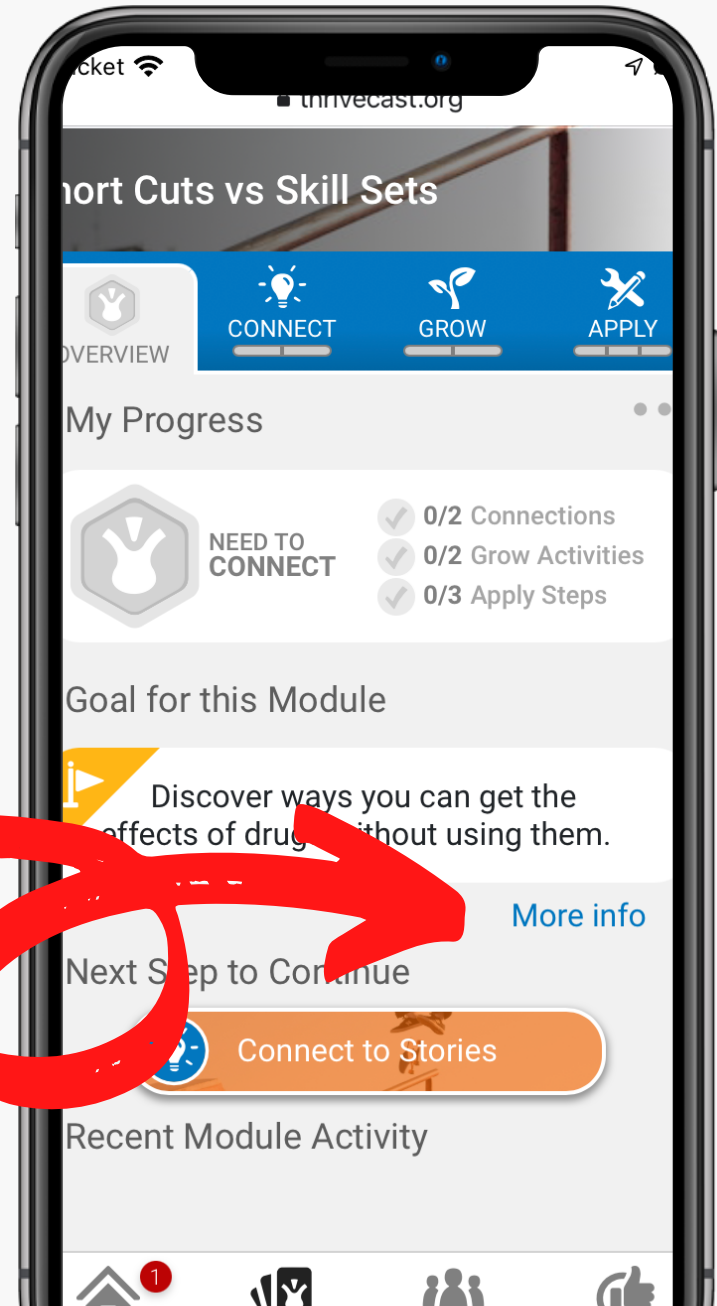 thrivecast.org
Cuts vs Skill Sets
CONNECT
GROW
APPLY
OVERVIEW
My Progress
NEED TO
CONNECT
0/2 Connections
0/2 Grow Activities
0/3 Apply Steps
Goal for this Module
Discover ways you can get the
effects of without using them.
More info
Next Step to Continue
Connect to Stories
Recent Module Activity
1